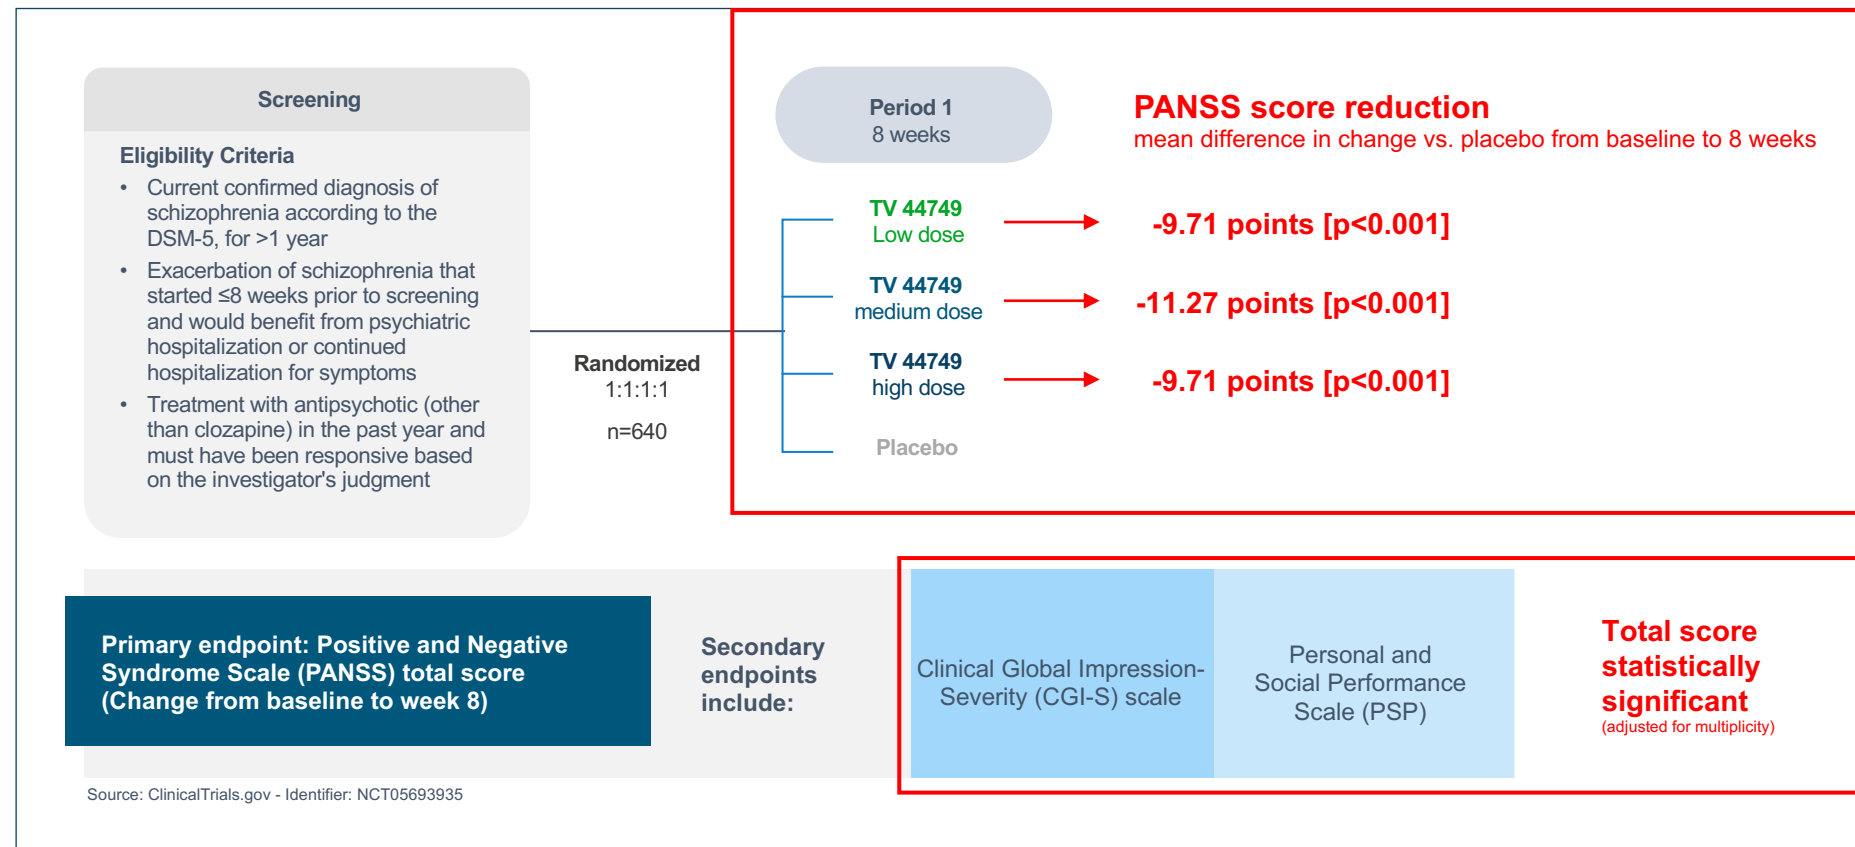 Screening
Eligibility Criteria
• Current confirmed diagnosis of
schizophrenia according to the
DSM-5, for >1 year
• Exacerbation of schizophrenia that
started ≤8 weeks prior to screening
and would benefit from psychiatric
hospitalization or continued
hospitalization for symptoms
• Treatment with antipsychotic (other
than clozapine) in the past year and
must have been responsive based
on the investigator's judgment
Randomized
1:1:1:1
n=640
Period 1
8 weeks
PANSS score reduction
mean difference in change vs. placebo from baseline to 8 weeks
TV 44749
Low dose
-9.71 points [p<0.001]
TV 44749
medium dose
-11.27 points [p<0.001]
TV 44749
high dose
-9.71 points [p<0.001]
Placebo
Primary endpoint: Positive and Negative
Syndrome Scale (PANSS) total score
(Change from baseline to week 8)
Secondary
endpoints
include:
Clinical Global Impression-
Severity (CGI-S) scale
Personal and
Social Performance
Scale (PSP)
Total score
statistically
significant
(adjusted for multiplicity)
Source: ClinicalTrials.gov - Identifier: NCT05693935